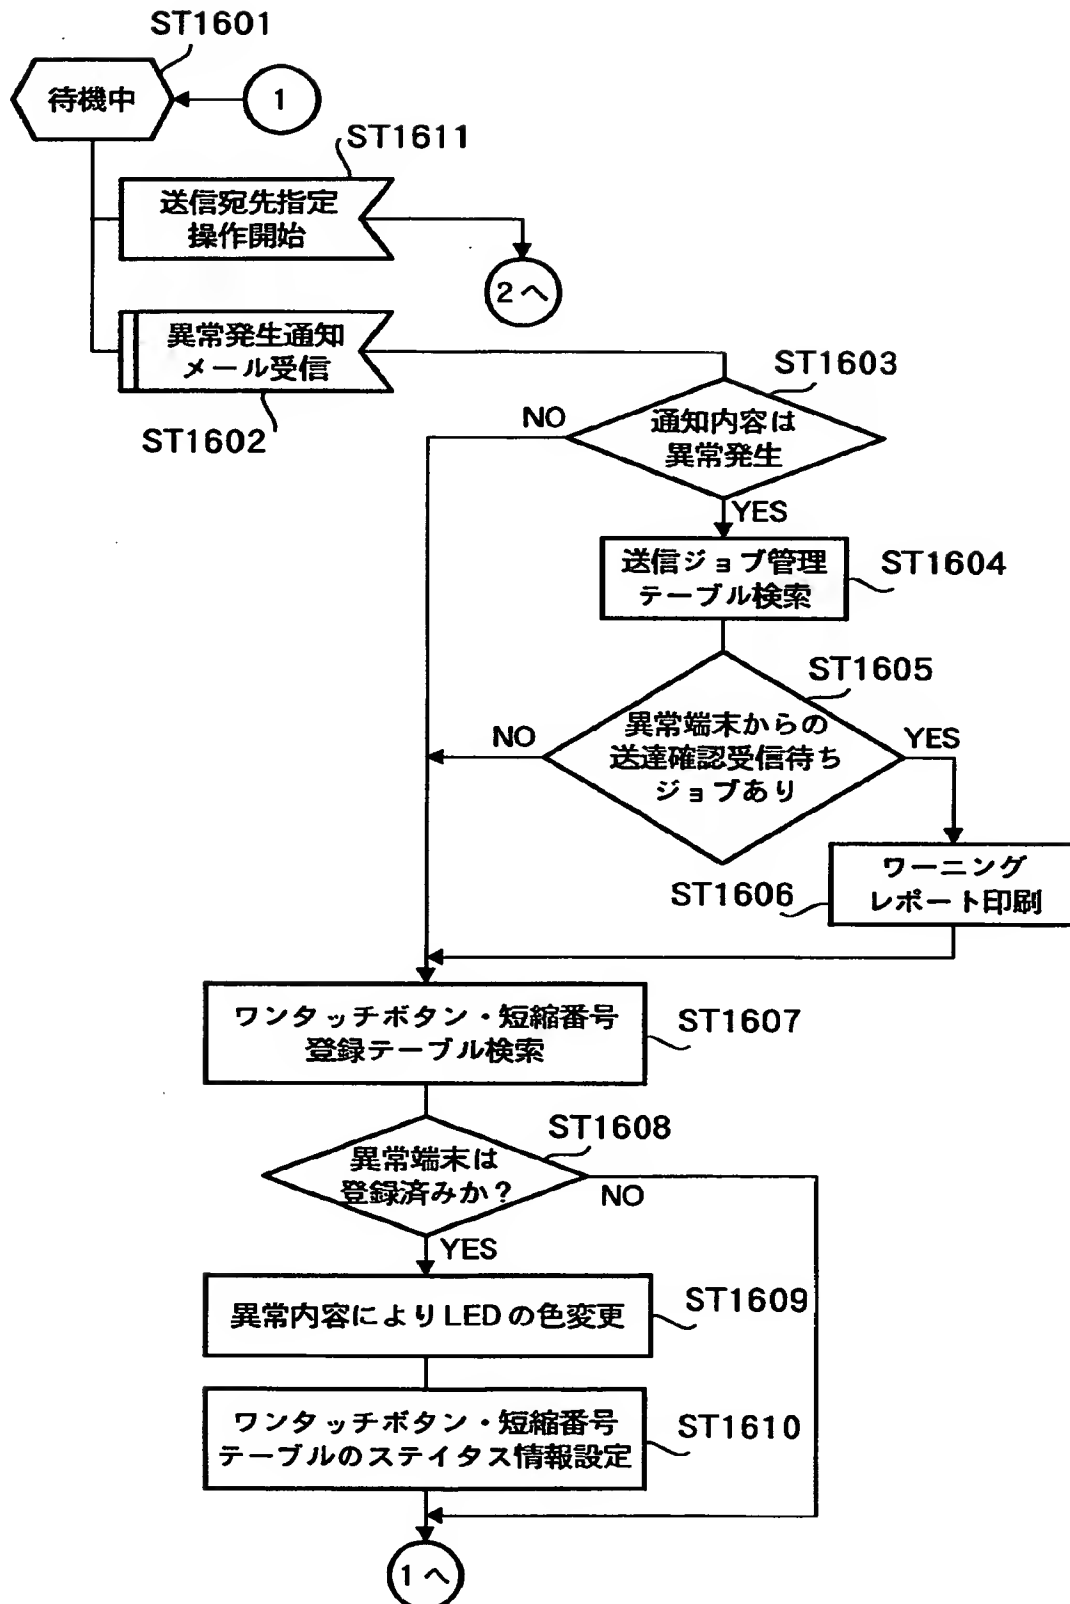 ST1601
待機中
1
ST1611
送信宛先指定
操作開始
2へ
異常発生通知
メール受信
ST1602
ST1603
通知内容は
異常発生
NO
YES
送信ジョブ管理
テーブル検索
ST1604
ST1605
異常端末からの
送達確認受信待ち
ジョブあり
NO
YES
ワーニング
レポート印刷
ST1606
ワンタッチボタン・短縮番号
登録テーブル検索
ST1607
ST1608
異常端末は
登録済みか?
NO
YES
異常内容によりLEDの色変更
ST1609
ワンタッチボタン・短縮番号
テーブルのステイタス情報設定
ST1610
1へ